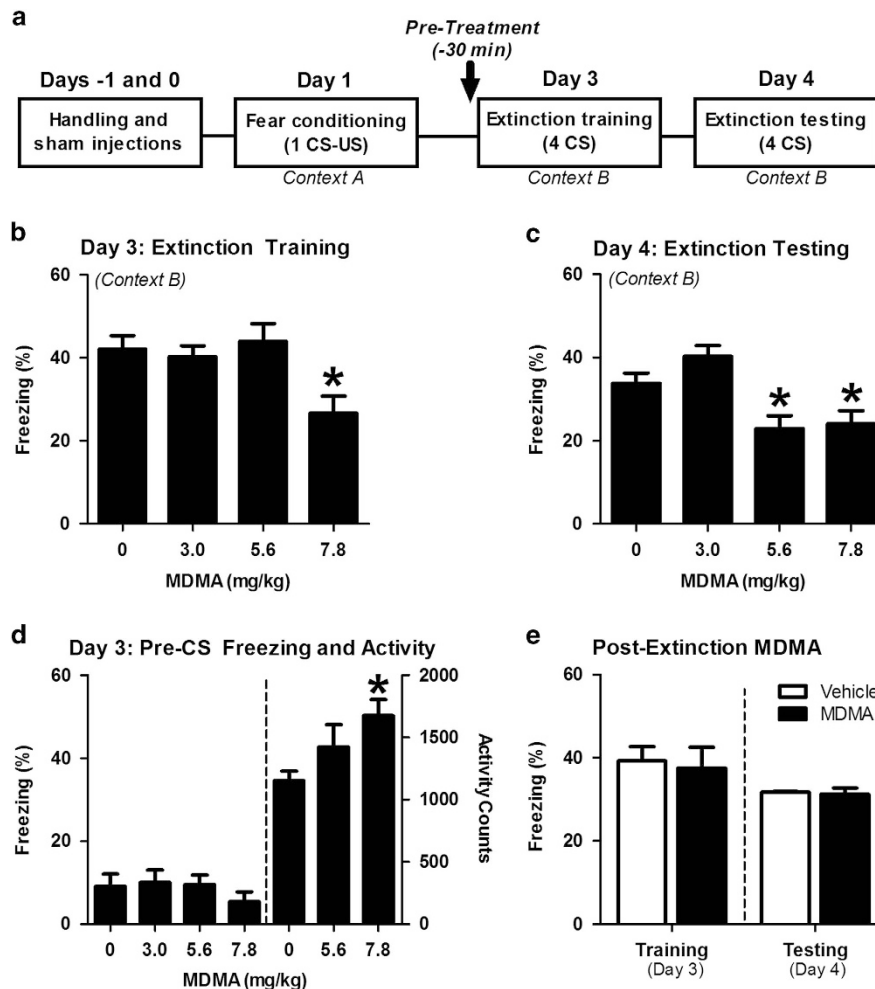 a
Pre-Treatment
(-30 min)
Days -1 and 0
Day 1
Day 3
Day 4
Handling and
sham injections
Fear conditioning
(1 CS-US)
Extinction training
(4 CS)
Extinction testing
(4 CS)
Context A
Context B
Context B
b
Day 3: Extinction Training
(Context B)
Freezing (%)
60
40
20
0
*
0 3.0 5.6 7.8
MDMA (mg/kg)
c
Day 4: Extinction Testing
(Context B)
Freezing (%)
60
40
20
0
* *
0 3.0 5.6 7.8
MDMA (mg/kg)
d
Day 3: Pre-CS Freezing and Activity
Freezing (%)
60
40
20
0
*
2000
1500
1000
500
0
Activity Counts
0 3.0 5.6 7.8 0 5.6 7.8
MDMA (mg/kg)
e
Post-Extinction MDMA
Freezing (%)
60
40
20
0
Vehicle
MDMA
Training
(Day 3)
Testing
(Day 4)